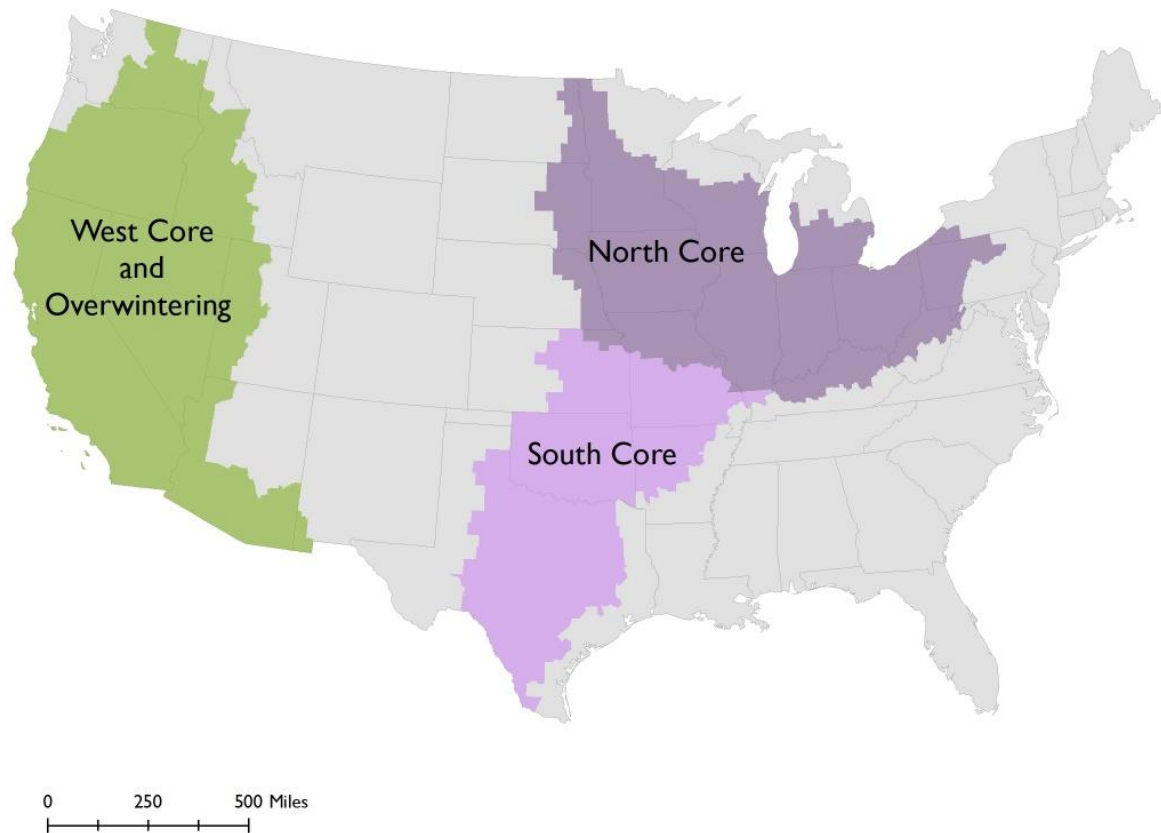 West Core
and
Overwintering
North Core
South Core
0 250 500 Miles